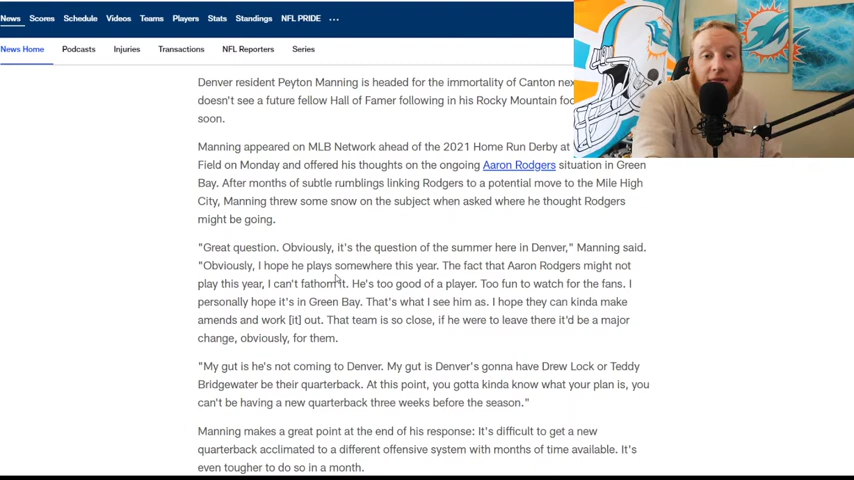 News Scores Schedule Videos Teams Players Stats Standings NFL PRIDE ...
News Home Podcasts Injuries Transactions NFL Reporters Series
Denver resident Peyton Manning is headed for the immortality of Canton
doesn't see a future fellow Hall of Famer following in his Rocky Mountain
soon.
Manning appeared on MLB Network ahead of the 2021 Home Run Derby at
Field on Monday and offered his thoughts on the ongoing Aaron Rodgers situation in Green
Bay. After months of subtle rumblings linking Rodgers to a potential move to the Mile High
City, Manning threw some snow on the subject when asked where he thought Rodgers
might be going.
"Great question. Obviously, it's the question of the summer here in Denver," Manning said.
"Obviously, I hope he plays somewhere this year. The fact that Aaron Rodgers might not
play this year, I can't fathom it. He's too good of a player. Too fun to watch for the fans. I
personally hope it's in Green Bay. That's what I see him as. I hope they can kinda make
amends and work [it] out. That team is so close, if he were to leave there it'd be a major
change, obviously, for them.
"My gut is he's not coming to Denver. My gut is Denver's gonna have Drew Lock or Teddy
Bridgewater be their quarterback. At this point, you gotta kinda know what your plan is, you
can't be having a new quarterback three weeks before the season."
Manning makes a great point at the end of his response: It's difficult to get a new
quarterback acclimated to a different offensive system with months of time available. It's
even tougher to do so in a month.